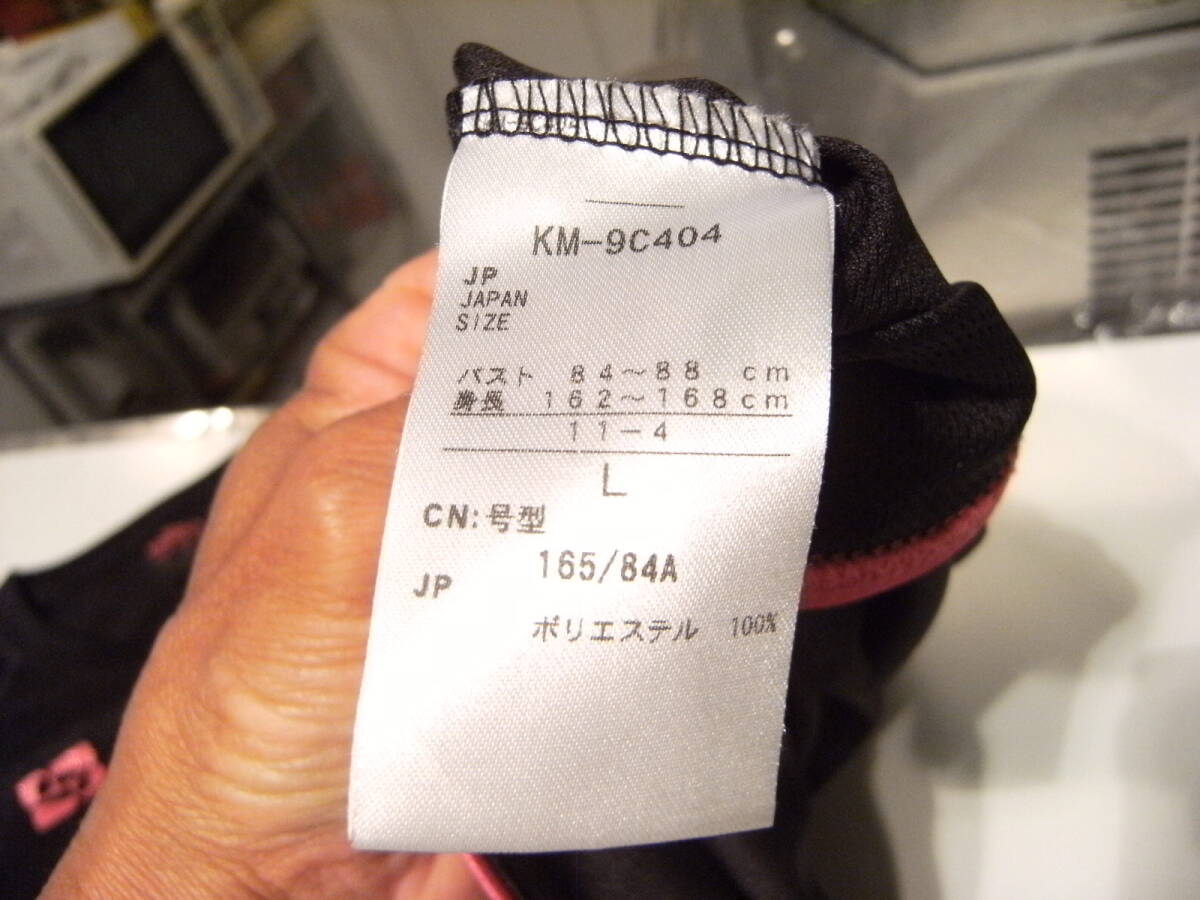 KM-9C404
JP
JAPAN
SIZE
バスト 84～88 cm
身長 162～168cm
11-4
L
CN:号型
165/84A
JP
ポリエステル 100%